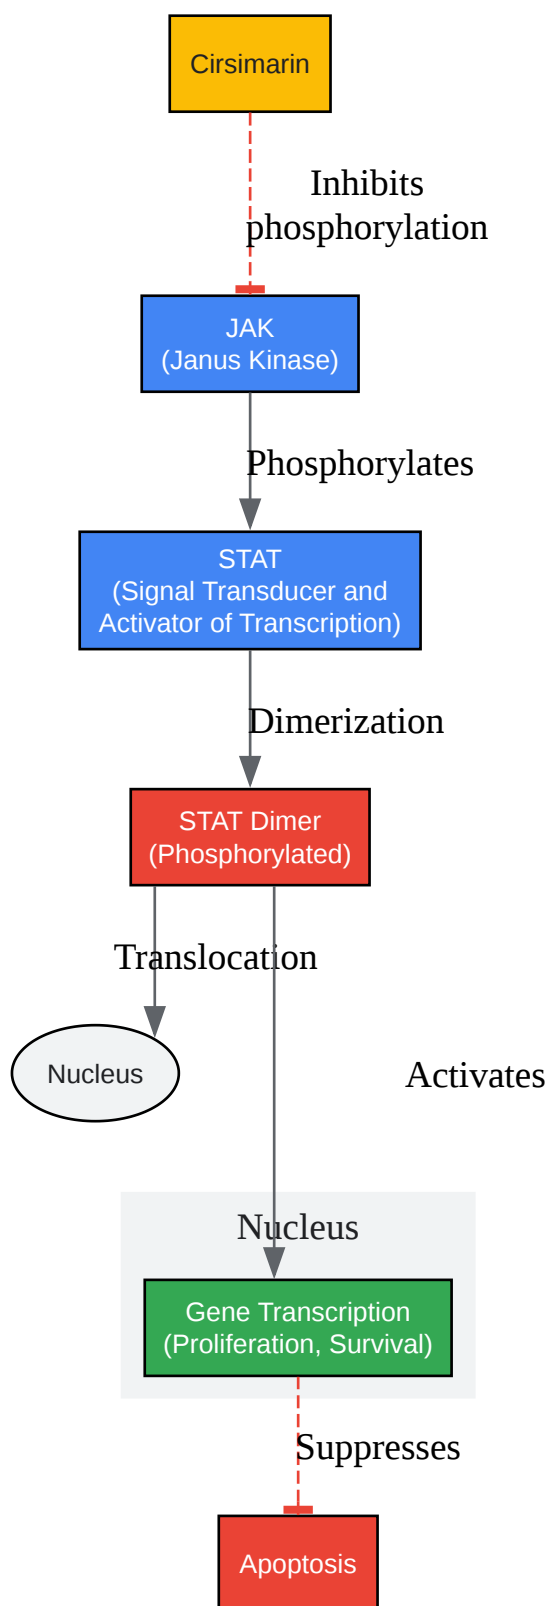 Cirsimarin
Inhibits
phosphorylation
JAK
(Janus Kinase)
Phosphorylates
STAT
(Signal Transducer and
Activator of Transcription)
Dimerization
STAT Dimer
(Phosphorylated)
Translocation
Nucleus
Activates
Nucleus
Gene Transcription
(Proliferation, Survival)
Suppresses
Apoptosis